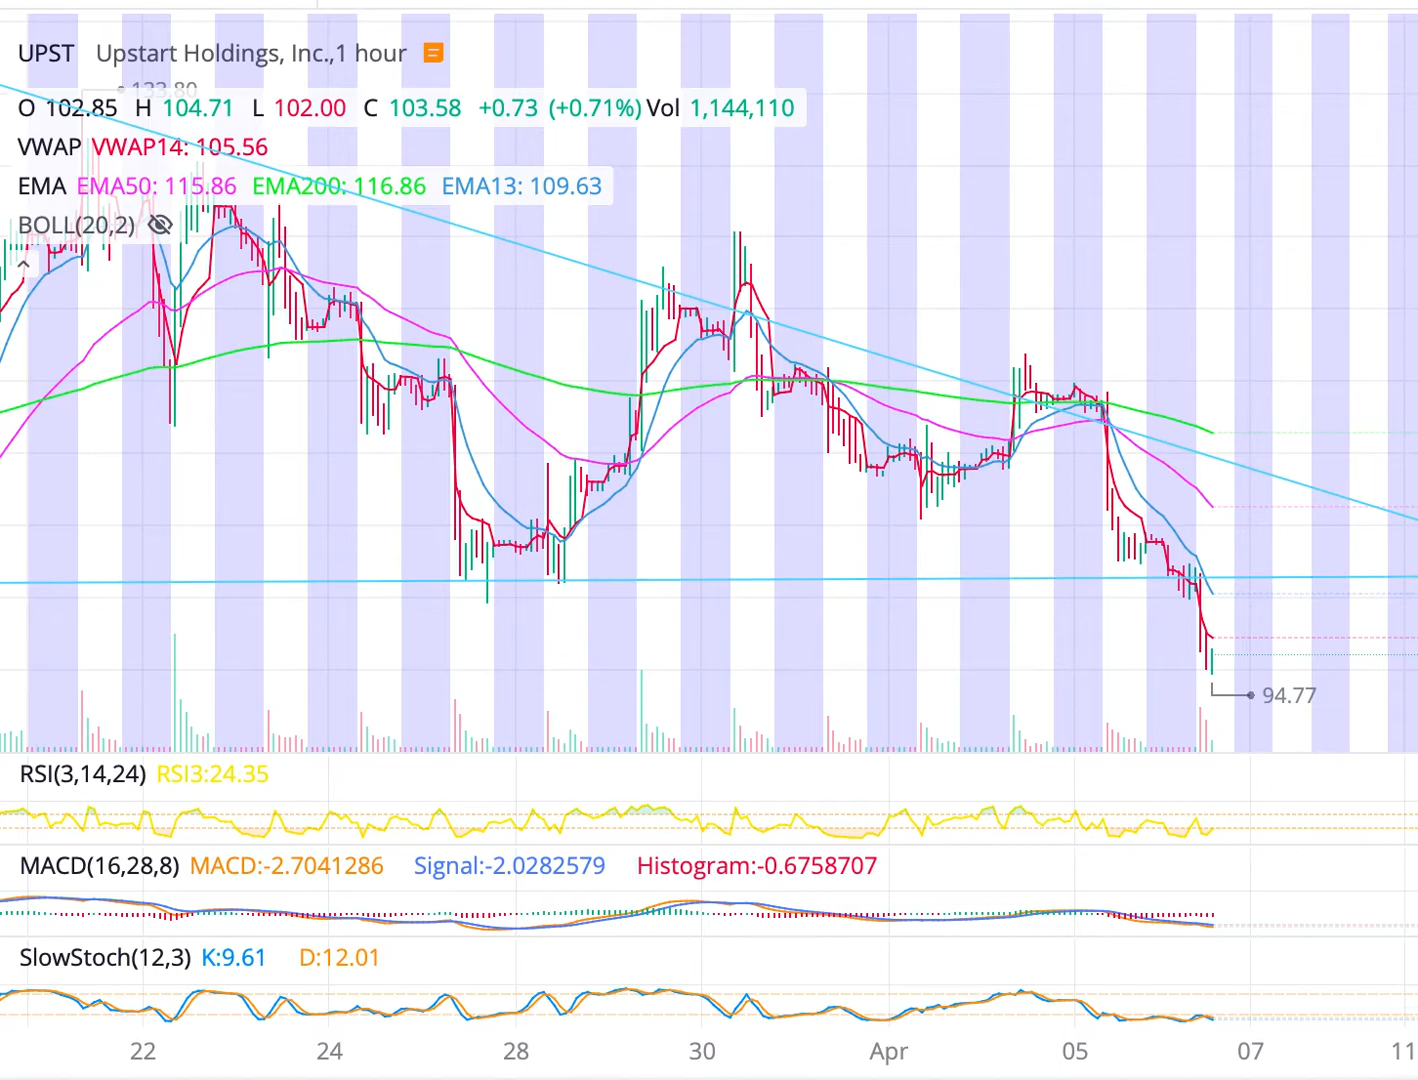 UPST Upstart Holdings, Inc.,1 hour
133.80
O 102.85 H 104.71 L 102.00 C 103.58 +0.73 (+0.71%) Vol 1,144,110
VWAP VWAP14: 105.56
EMA EMA50: 115.86 EMA200: 116.86 EMA13: 109.63
BOLL(20,2)
94.77
RSI(3,14,24) RSI3:24.35
MACD(16,28,8) MACD:-2.7041286 Signal:-2.0282579 Histogram:-0.6758707
SlowStoch(12,3) K:9.61 D:12.01
22 24 28 30 Apr 05 07 11